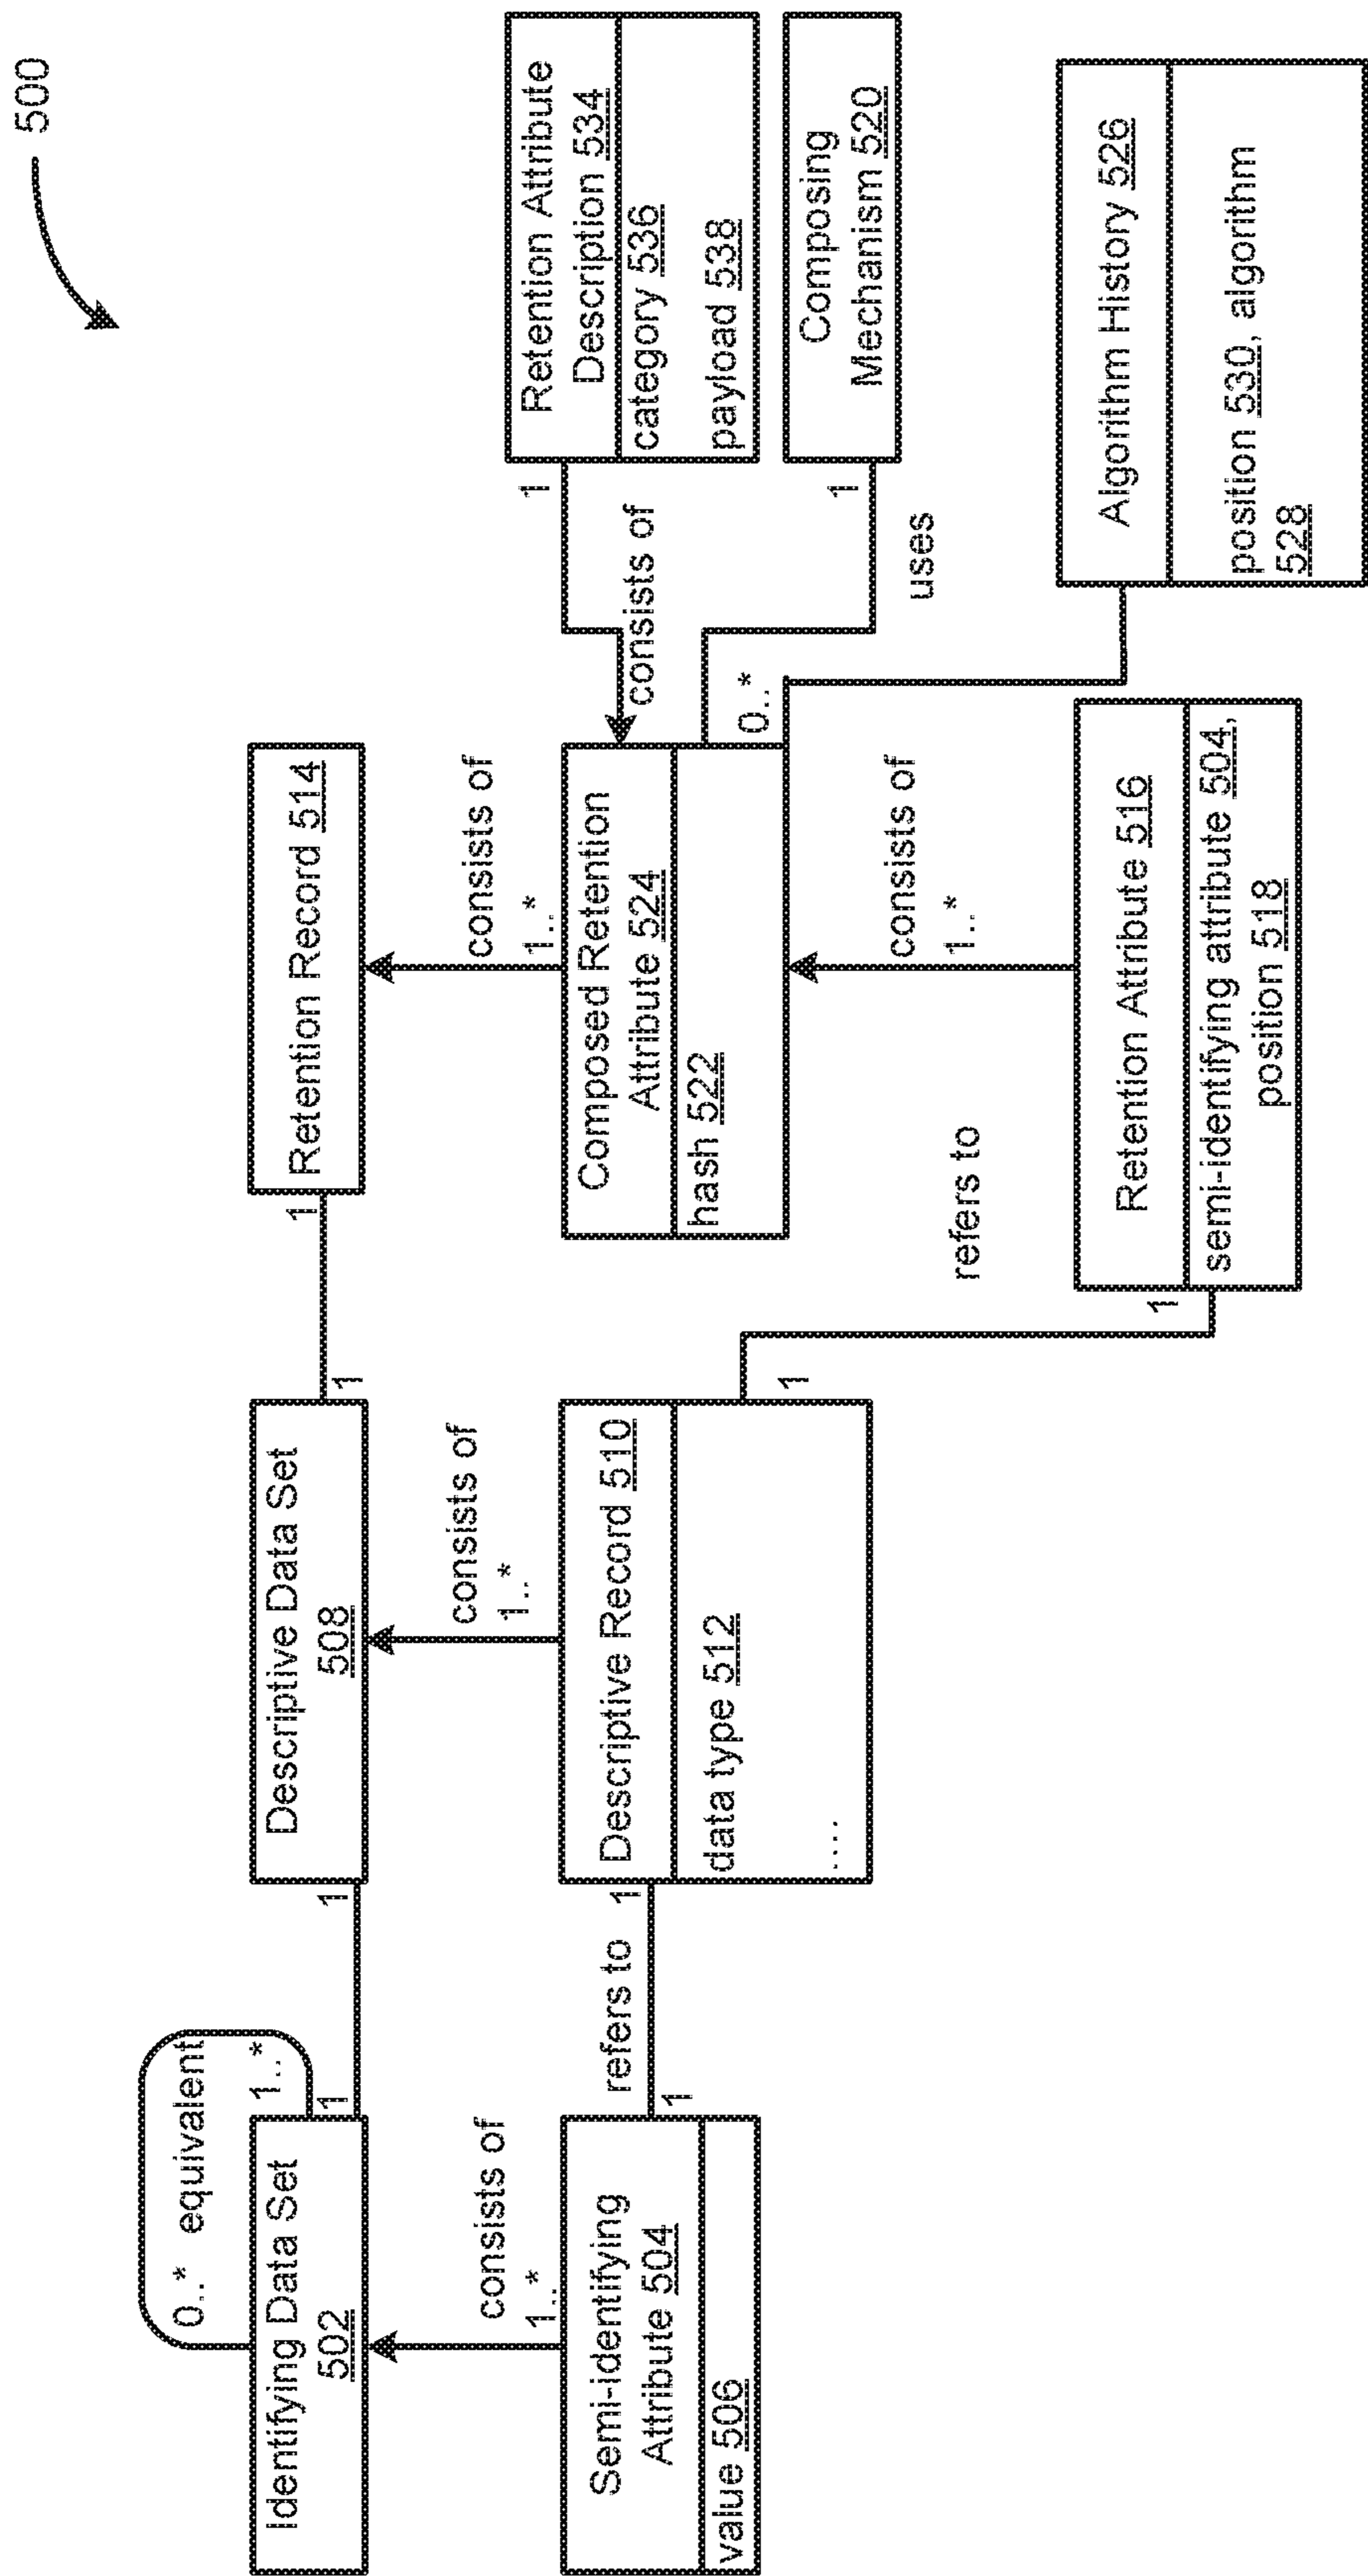 500
0..* equivalent
1..*
Identifying Data Set
502
1
1
Descriptive Data Set
508
1
1
Retention Record 514
consists of
1..*
consists of
1..*
consists of
1..*
Semi-identifying
Attribute 504
value 506
refers to
1
1
Descriptive Record 510
data type 512
....
1
Composed Retention
Attribute 524
hash 522
0..*
consists of
1
Retention Attribute
Description 534
category 536
payload 538
uses
1
Composing
Mechanism 520
refers to
1
consists of
1..*
Retention Attribute 516
semi-identifying attribute 504,
position 518
Algorithm History 526
position 530, algorithm
528